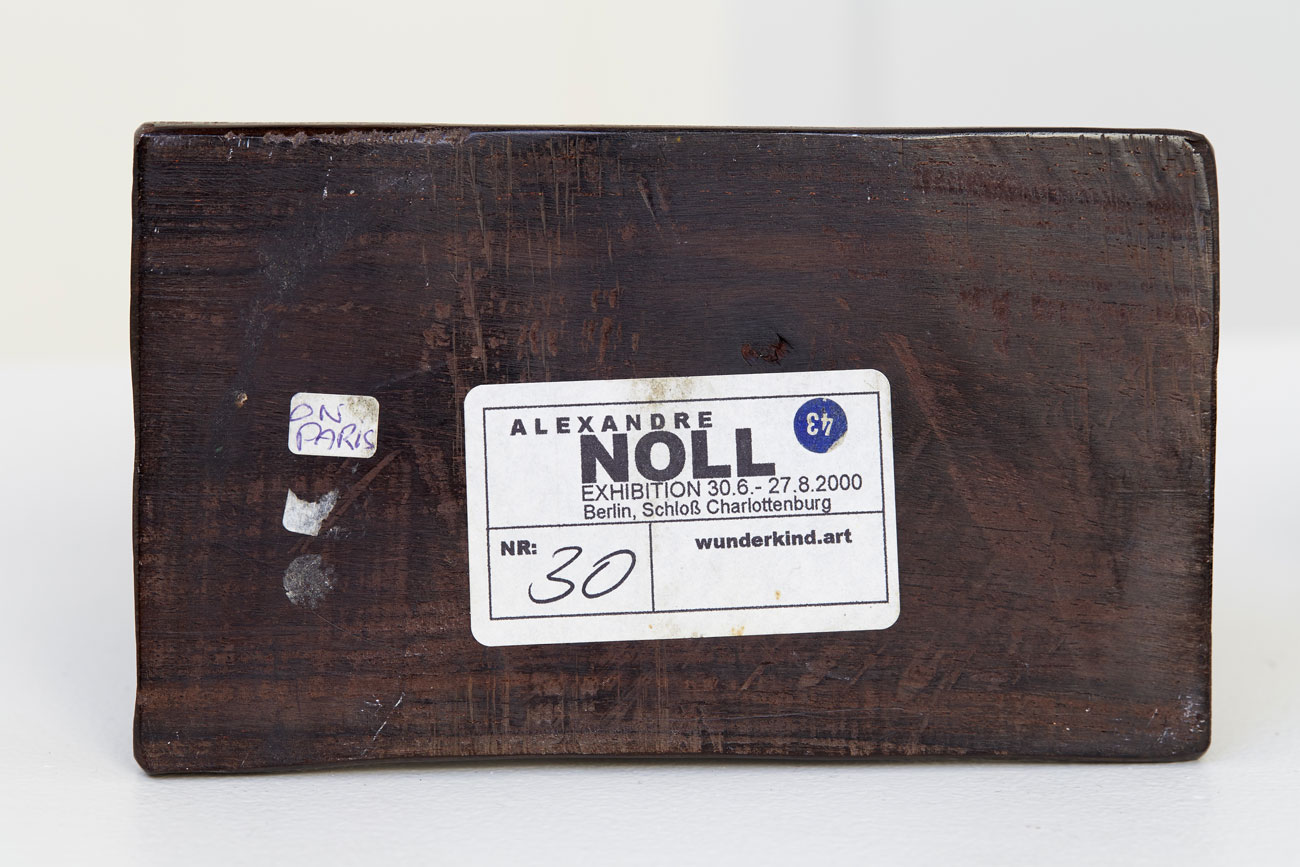 ON
PARIS
ALEXANDRE
NOLL
43
EXHIBITION 30.6.- 27.8.2000
Berlin, Schloß Charlottenburg
NR: 30
wunderkind.art